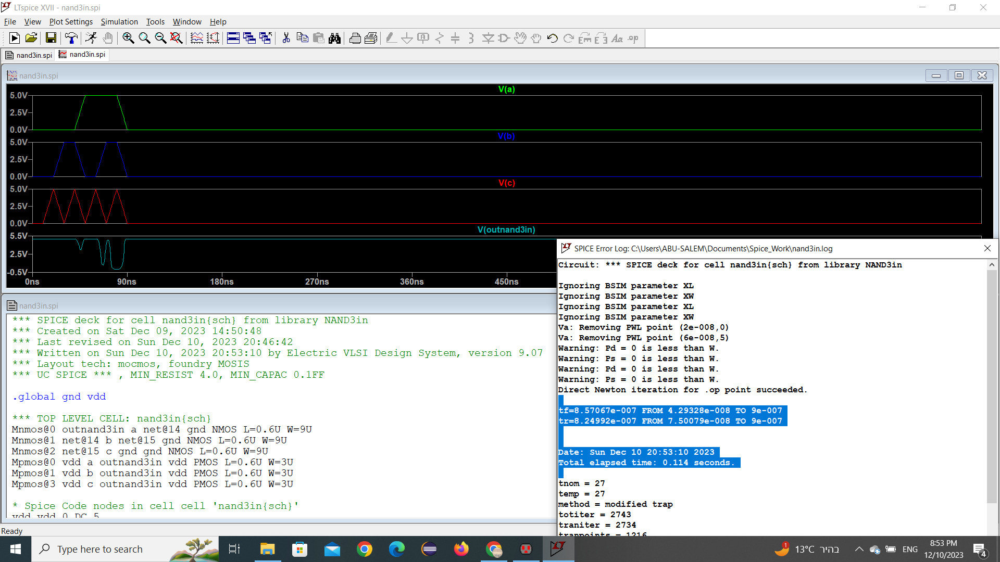 LTspice XVII - nand3in.spi
File View Plot Settings Simulation Tools Window Help
nand3in.spi nand3in.spi
nand3in.spi
V(a)
5.0V
2.5V
0.0V
V(b)
5.0V
2.5V
0.0V
V(c)
5.0V
2.5V
0.0V
V(outnand3in)
5.5V
2.5V
-0.5V
0ns 90ns 180ns 270ns 360ns 450ns
nand3in.spi
*** SPICE deck for cell nand3in{sch} from library NAND3in
*** Created on Sat Dec 09, 2023 14:50:48
*** Last revised on Sun Dec 10, 2023 20:46:42
*** Written on Sun Dec 10, 2023 20:53:10 by Electric VLSI Design System, version 9.07
*** Layout tech: mocmos, foundry MOSIS
*** UC SPICE *** , MIN_RESIST 4.0, MIN_CAPAC 0.1FF
.global gnd vdd
*** TOP LEVEL CELL: nand3in{sch}
Mnmos@0 outnand3in a net@14 gnd NMOS L=0.6U W=9U
Mnmos@1 net@14 b net@15 gnd NMOS L=0.6U W=9U
Mnmos@2 net@15 c gnd gnd NMOS L=0.6U W=9U
Mpmos@0 vdd a outnand3in vdd PMOS L=0.6U W=3U
Mpmos@1 vdd b outnand3in vdd PMOS L=0.6U W=3U
Mpmos@3 vdd c outnand3in vdd PMOS L=0.6U W=3U
* Spice Code nodes in cell cell 'nand3in{sch}'
vdd vdd 0 DC 5
SPICE Error Log: C:\Users\ABU-SALEM\Documents\Spice_Work\nand3in.log
Circuit: *** SPICE deck for cell nand3in{sch} from library NAND3in
Ignoring BSIM parameter XL
Ignoring BSIM parameter XW
Ignoring BSIM parameter XL
Ignoring BSIM parameter XW
Va: Removing PWL point (2e-008,0)
Va: Removing PWL point (6e-008,5)
Warning: Pd = 0 is less than W.
Warning: Ps = 0 is less than W.
Warning: Pd = 0 is less than W.
Warning: Ps = 0 is less than W.
Direct Newton iteration for .op point succeeded.
tf=8.57067e-007 FROM 4.29328e-008 TO 9e-007
tr=8.24992e-007 FROM 7.50079e-008 TO 9e-007
Date: Sun Dec 10 20:53:10 2023
Total elapsed time: 0.114 seconds.
tnom = 27
temp = 27
method = modified trap
totiter = 2743
traniter = 2734
tranpoints = 1216
Ready
Type here to search
1 13°C בהיר ENG
8:53 PM
12/10/2023
4